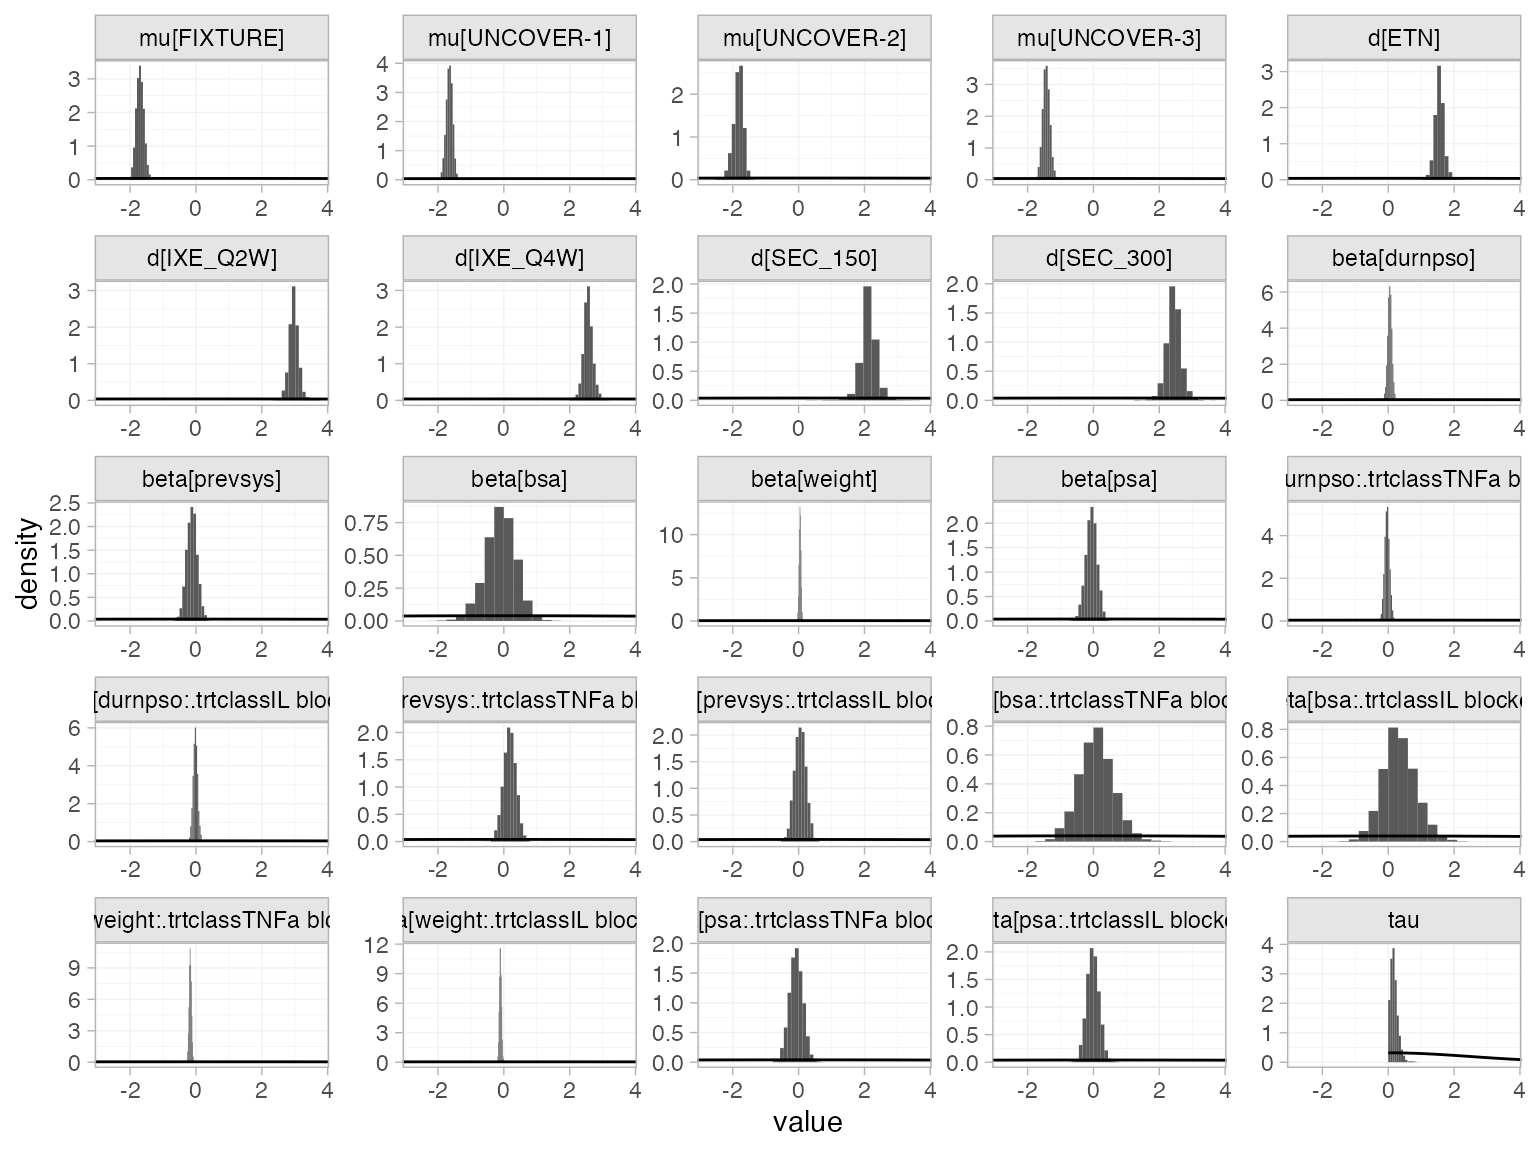 mu[FIXTURE] mu[UNCOVER-1] mu[UNCOVER-2] mu[UNCOVER-3] d[ETN]
3 2 1 0 4 3 2 1 0 2 1 0 3 2 1 0 3 2 1 0
-2 0 2 4 -2 0 2 4 -2 0 2 4 -2 0 2 4 -2 0 2 4
d[IXE_Q2W] d[IXE_Q4W] d[SEC_150] d[SEC_300] beta[durnpso]
3 2 1 0 3 2 1 0 2.0 1.5 1.0 0.5 0.0 2.0 1.5 1.0 0.5 0.0 6 4 2 0
-2 0 2 4 -2 0 2 4 -2 0 2 4 -2 0 2 4 -2 0 2 4
beta[prevsys] beta[bsa] beta[weight] beta[psa] urnpso:.trtclassTNFa b
2.5 2.0 1.5 1.0 0.5 0.0 0.75 0.50 0.25 0.00 10 5 0 2.0 1.5 1.0 0.5 0.0 4 2 0
-2 0 2 4 -2 0 2 4 -2 0 2 4 -2 0 2 4 -2 0 2 4
[durnpso:.trtclassIL bloc revsys:.trtclassTNFa bl [prevsys:.trtclassIL bloc [bsa:.trtclassTNFa bloc eta[bsa:.trtclassIL blocke
6 4 2 0 2.0 1.5 1.0 0.5 0.0 2.0 1.5 1.0 0.5 0.0 0.8 0.6 0.4 0.2 0.0 0.8 0.6 0.4 0.2 0.0
-2 0 2 4 -2 0 2 4 -2 0 2 4 -2 0 2 4 -2 0 2 4
weight:.trtclassTNFa blo a[weight:.trtclassIL bloc [psa:.trtclassTNFa bloc ta[psa:.trtclassIL blocke tau
9 6 3 0 12 9 6 3 0 2.0 1.5 1.0 0.5 0.0 2.0 1.5 1.0 0.5 0.0 4 3 2 1 0
-2 0 2 4 -2 0 2 4 -2 0 2 4 -2 0 2 4 -2 0 2 4
density
value